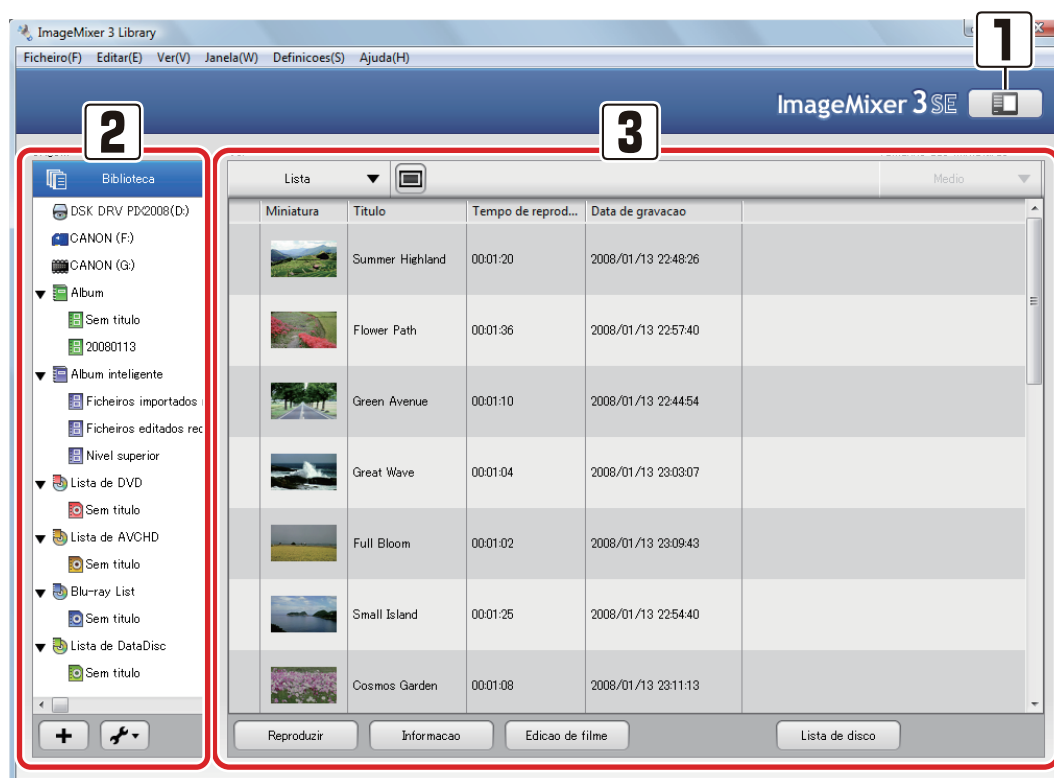 ImageMixer 3 Library
Ficheiro(F) Editar(E) Ver(V) Janela(W) Definicoes(S) Ajuda(H)
1
ImageMixer 3 SE
2
3
Biblioteca
Lista
Medio
DSK DRV PIX2008(D:)
CANON (F:)
CANON (G:)
Album
Sem titulo
20080113
Album inteligente
Ficheiros importados
Ficheiros editados rec
Nivel superior
Lista de DVD
Sem titulo
Lista de AVCHD
Sem titulo
Blu-ray List
Sem titulo
Lista de DataDisc
Sem titulo
Miniatura Titulo Tempo de reprod... Data de gravacao
Summer Highland 00:01:20 2008/01/13 22:48:26
Flower Path 00:01:36 2008/01/13 22:57:40
Green Avenue 00:01:10 2008/01/13 22:44:54
Great Wave 00:01:04 2008/01/13 23:03:07
Full Bloom 00:01:02 2008/01/13 23:09:43
Small Island 00:01:25 2008/01/13 22:54:40
Cosmos Garden 00:01:08 2008/01/13 23:11:13
Reproduzir Informacao Edicao de filme Lista de disco